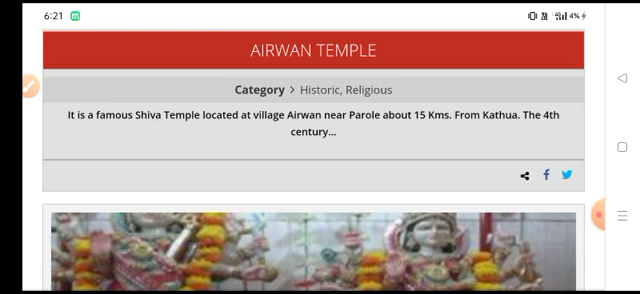 6:21
4%
AIRWAN TEMPLE
Category > Historic, Religious
It is a famous Shiva Temple located at village Airwan near Parole about 15 Kms. From Kathua. The 4th
century...